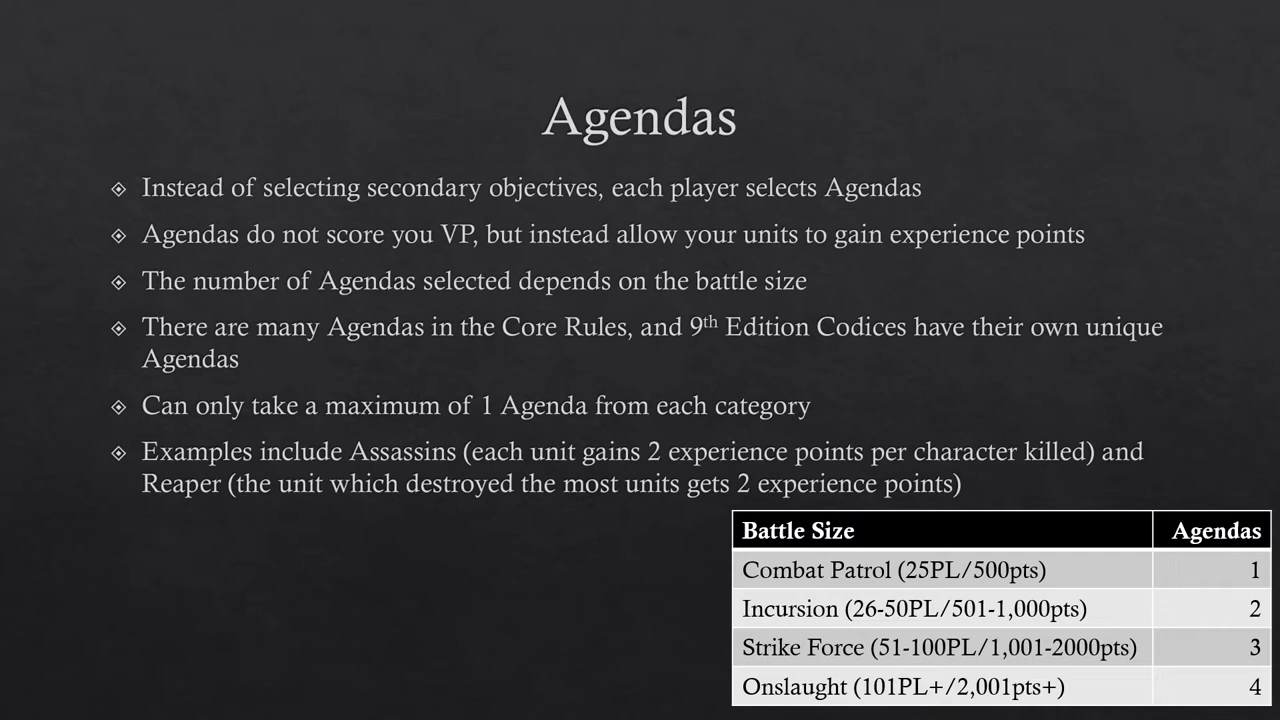 Agendas
Instead of selecting secondary objectives, each player selects Agendas
Agendas do not score you VP, but instead allow your units to gain experience points
The number of Agendas selected depends on the battle size
There are many Agendas in the Core Rules, and 9th Edition Codices have their own unique
Agendas
Can only take a maximum of 1 Agenda from each category
Examples include Assassins (each unit gains 2 experience points per character killed) and
Reaper (the unit which destroyed the most units gets 2 experience points)
Battle Size Agendas
Combat Patrol (25PL/500pts) 1
Incursion (26-50PL/501-1,000pts) 2
Strike Force (51-100PL/1,001-2000pts) 3
Onslaught (101PL+/2,001pts+) 4